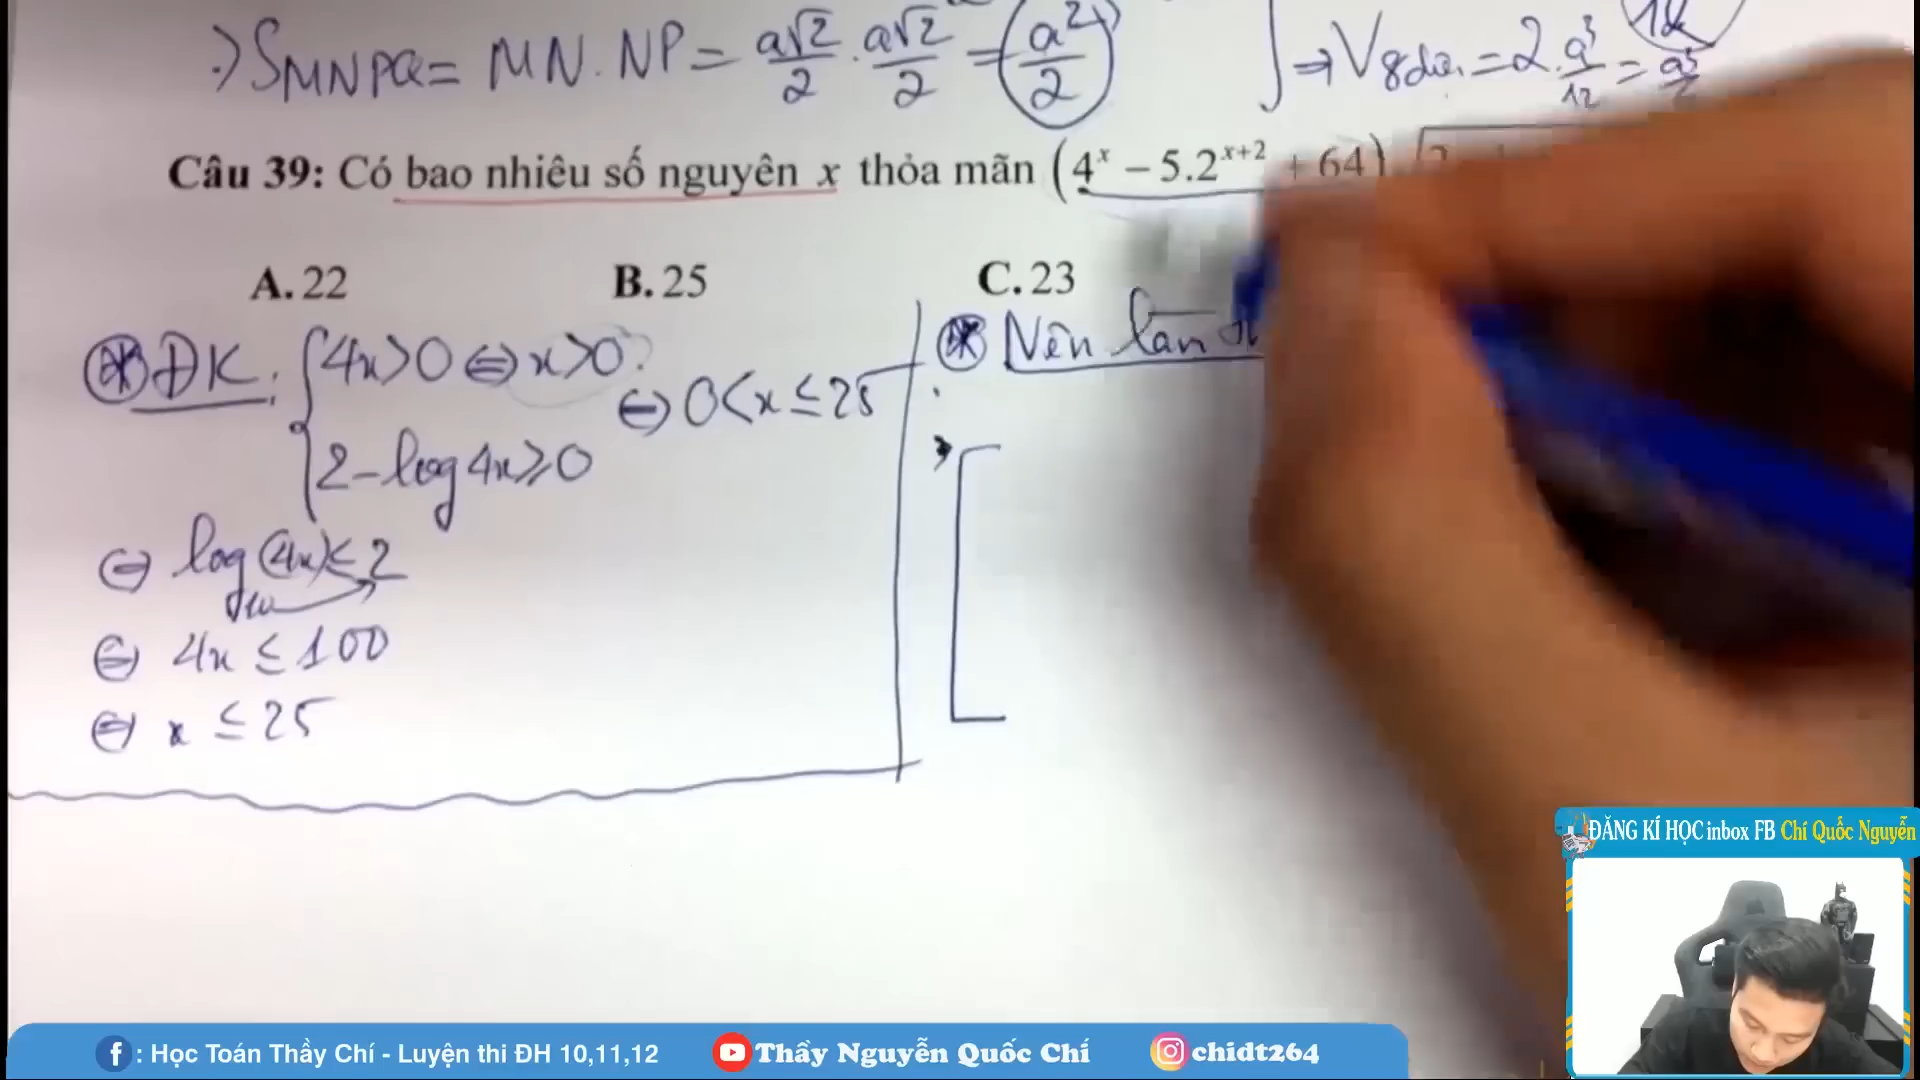 ⇒ S_MNPQ = MN . NP = a√2/2 . a√2/2 = a²/2
⇒ V = 2. a³/12 = a³
Câu 39: Có bao nhiêu số nguyên x thỏa mãn (4^x − 5.2^(x+2) + 64)
A. 22 B. 25 C. 23
ĐK: 4x > 0 ⇔ x > 0
⇔ 0 < x ≤ 25
2 − log 4x ≥ 0
⇔ log (4x) ≤ 2
10
⇔ 4x ≤ 100
⇔ x ≤ 25
Nên
ĐĂNG KÍ HỌC inbox FB Chí Quốc Nguyễn
: Học Toán Thầy Chí - Luyện thi ĐH 10,11,12
Thầy Nguyễn Quốc Chí
chidt264